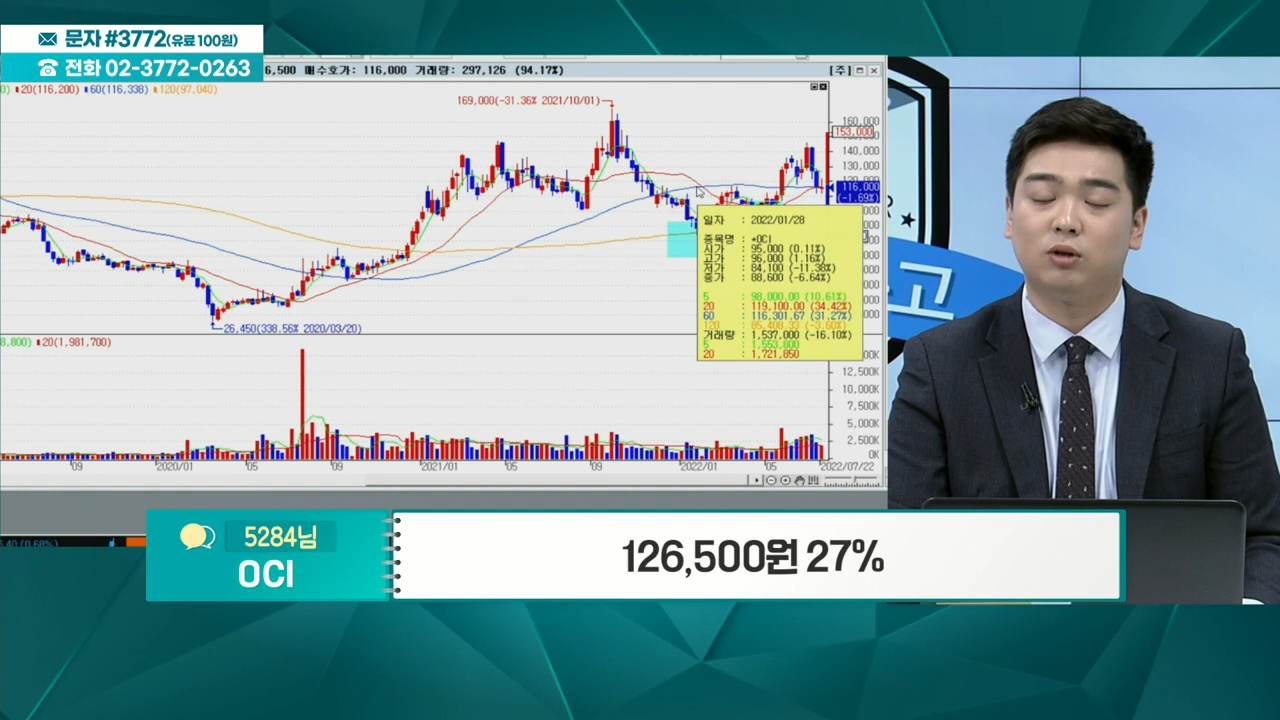 문자 #3772(유료 100원)
전화 02-3772-0263
6,500 매수호가: 116,000 거래량: 297,126 (94.17%)
[주]
0) 20(116,200) 60(116,338) 120(97,040)
169,000(-31.36% 2021/10/01)
160,000
153,000
140,000
130,000
120,000
116,000
(-1.69%)
일자 : 2022/01/28
종목명 : *OCI
시가 : 95,000 (0.11%)
고가 : 96,000 (1.16%)
저가 : 84,100 (-11.38%)
종가 : 88,600 (-6.64%)
5 : 98,000.00 (10.61%)
20 : 119,100.00 (34.42%)
60 : 116,301.67 (31.27%)
120 : 85,408.33 (-3.60%)
거래량 : 1,537,000 (-16.10%)
5 : 1,553,800
20 : 1,721,850
26,450(338.56% 2020/03/20)
8,800) 20(1,981,700)
12,500K
10,000K
7,500K
5,000K
2,500K
0K
09 2020/01 05 09 2021/01 05 09 2022/01 05 2022/07/22
고
5284님
OCI
126,500원 27%